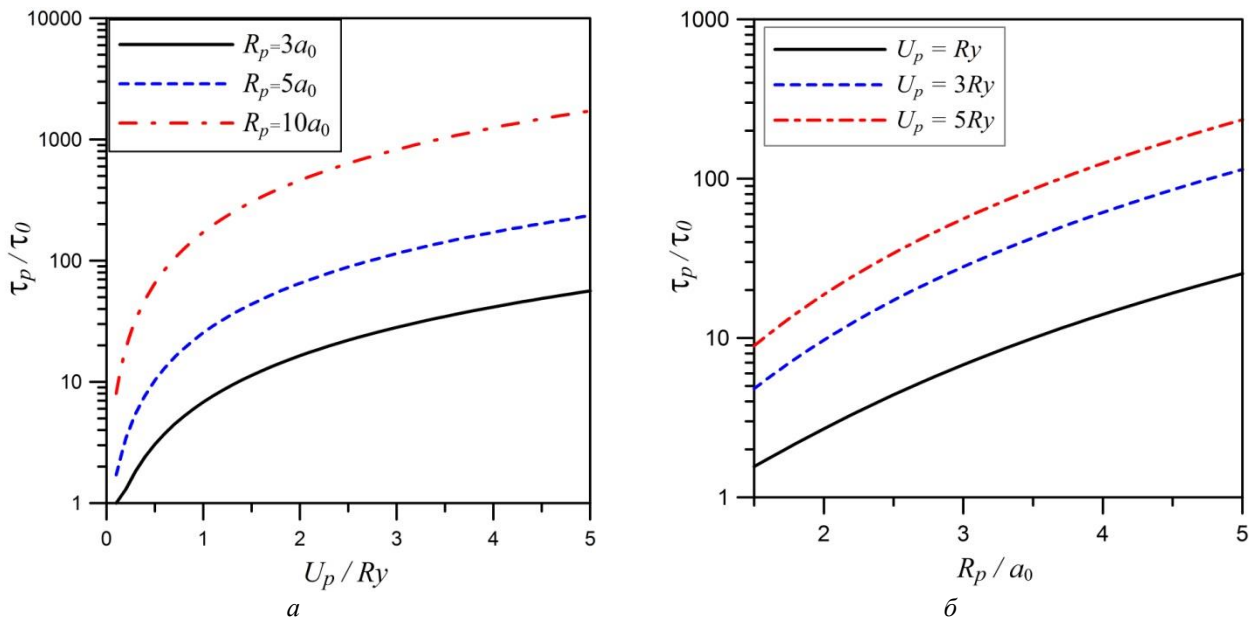 10000
1000
100
10
1
τp / τ0
Rp=3a0
Rp=5a0
Rp=10a0
0 1 2 3 4 5
Up / Ry
а
1000
100
10
1
τp / τ0
Up = Ry
Up = 3Ry
Up = 5Ry
2 3 4 5
Rp / a0
б